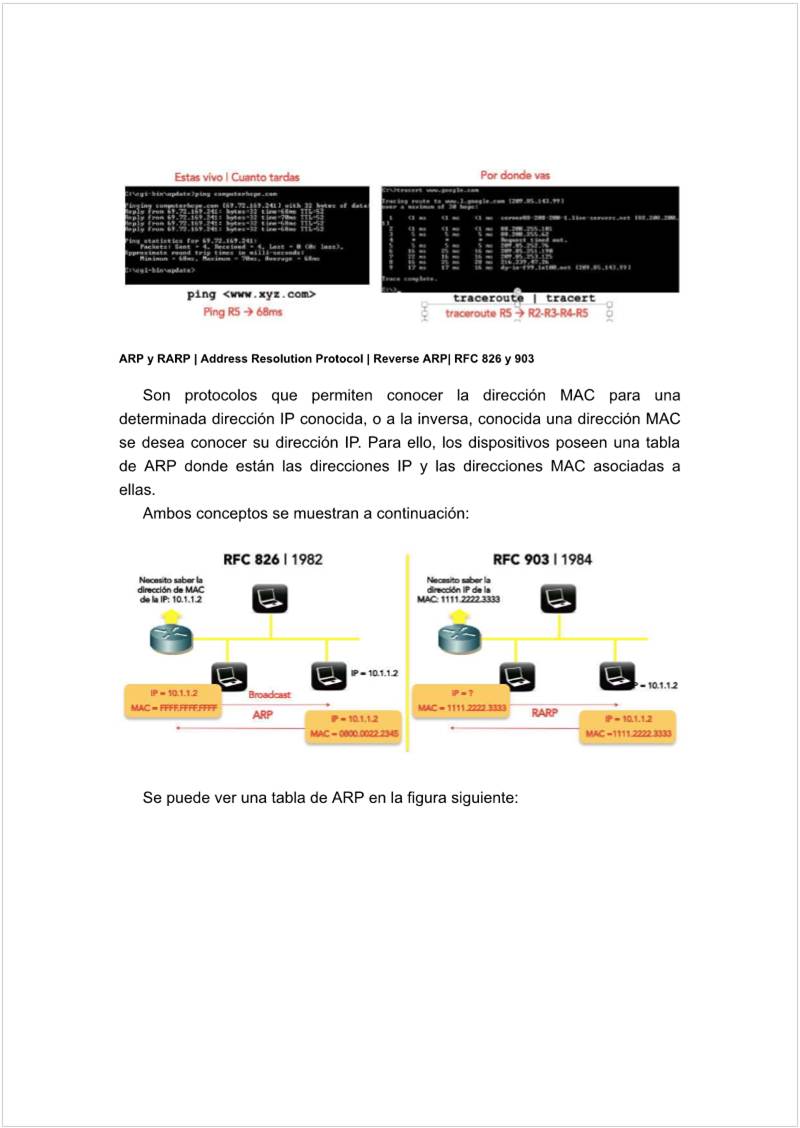 Estas vivo | Cuanto tardas
C:\cgi-bin\update>ping computerhope.com
Pinging computerhope.com [69.72.169.241] with 32 bytes of data:
Reply from 69.72.169.241: bytes=32 time=68ms TTL=52
Reply from 69.72.169.241: bytes=32 time=70ms TTL=52
Reply from 69.72.169.241: bytes=32 time=68ms TTL=52
Reply from 69.72.169.241: bytes=32 time=68ms TTL=52
Ping statistics for 69.72.169.241:
Packets: Sent = 4, Received = 4, Lost = 0 (0% loss),
Approximate round trip times in milli-seconds:
Minimum = 68ms, Maximum = 70ms, Average = 68ms
C:\cgi-bin\update>
ping <www.xyz.com>
Ping R5 → 68ms
Por donde vas
C:\>tracert www.google.com
Tracing route to www.l.google.com [209.85.143.99]
over a maximum of 30 hops:
Request timed out.
Trace complete.
C:\>
traceroute | tracert
traceroute R5 → R2-R3-R4-R5
ARP y RARP | Address Resolution Protocol | Reverse ARP| RFC 826 y 903
Son protocolos que permiten conocer la dirección MAC para una
determinada dirección IP conocida, o a la inversa, conocida una dirección MAC
se desea conocer su dirección IP. Para ello, los dispositivos poseen una tabla
de ARP donde están las direcciones IP y las direcciones MAC asociadas a
ellas.
Ambos conceptos se muestran a continuación:
RFC 826 | 1982
Necesito saber la
dirección de MAC
de la IP: 10.1.1.2
IP = 10.1.1.2
IP = 10.1.1.2
MAC = FFFF.FFFF.FFFF
Broadcast
ARP
IP = 10.1.1.2
MAC = 0800.0022.2345
RFC 903 | 1984
Necesito saber la
dirección IP de la
MAC: 1111.2222.3333
P = 10.1.1.2
IP = ?
MAC = 1111.2222.3333
RARP
IP = 10.1.1.2
MAC =1111.2222.3333
Se puede ver una tabla de ARP en la figura siguiente: